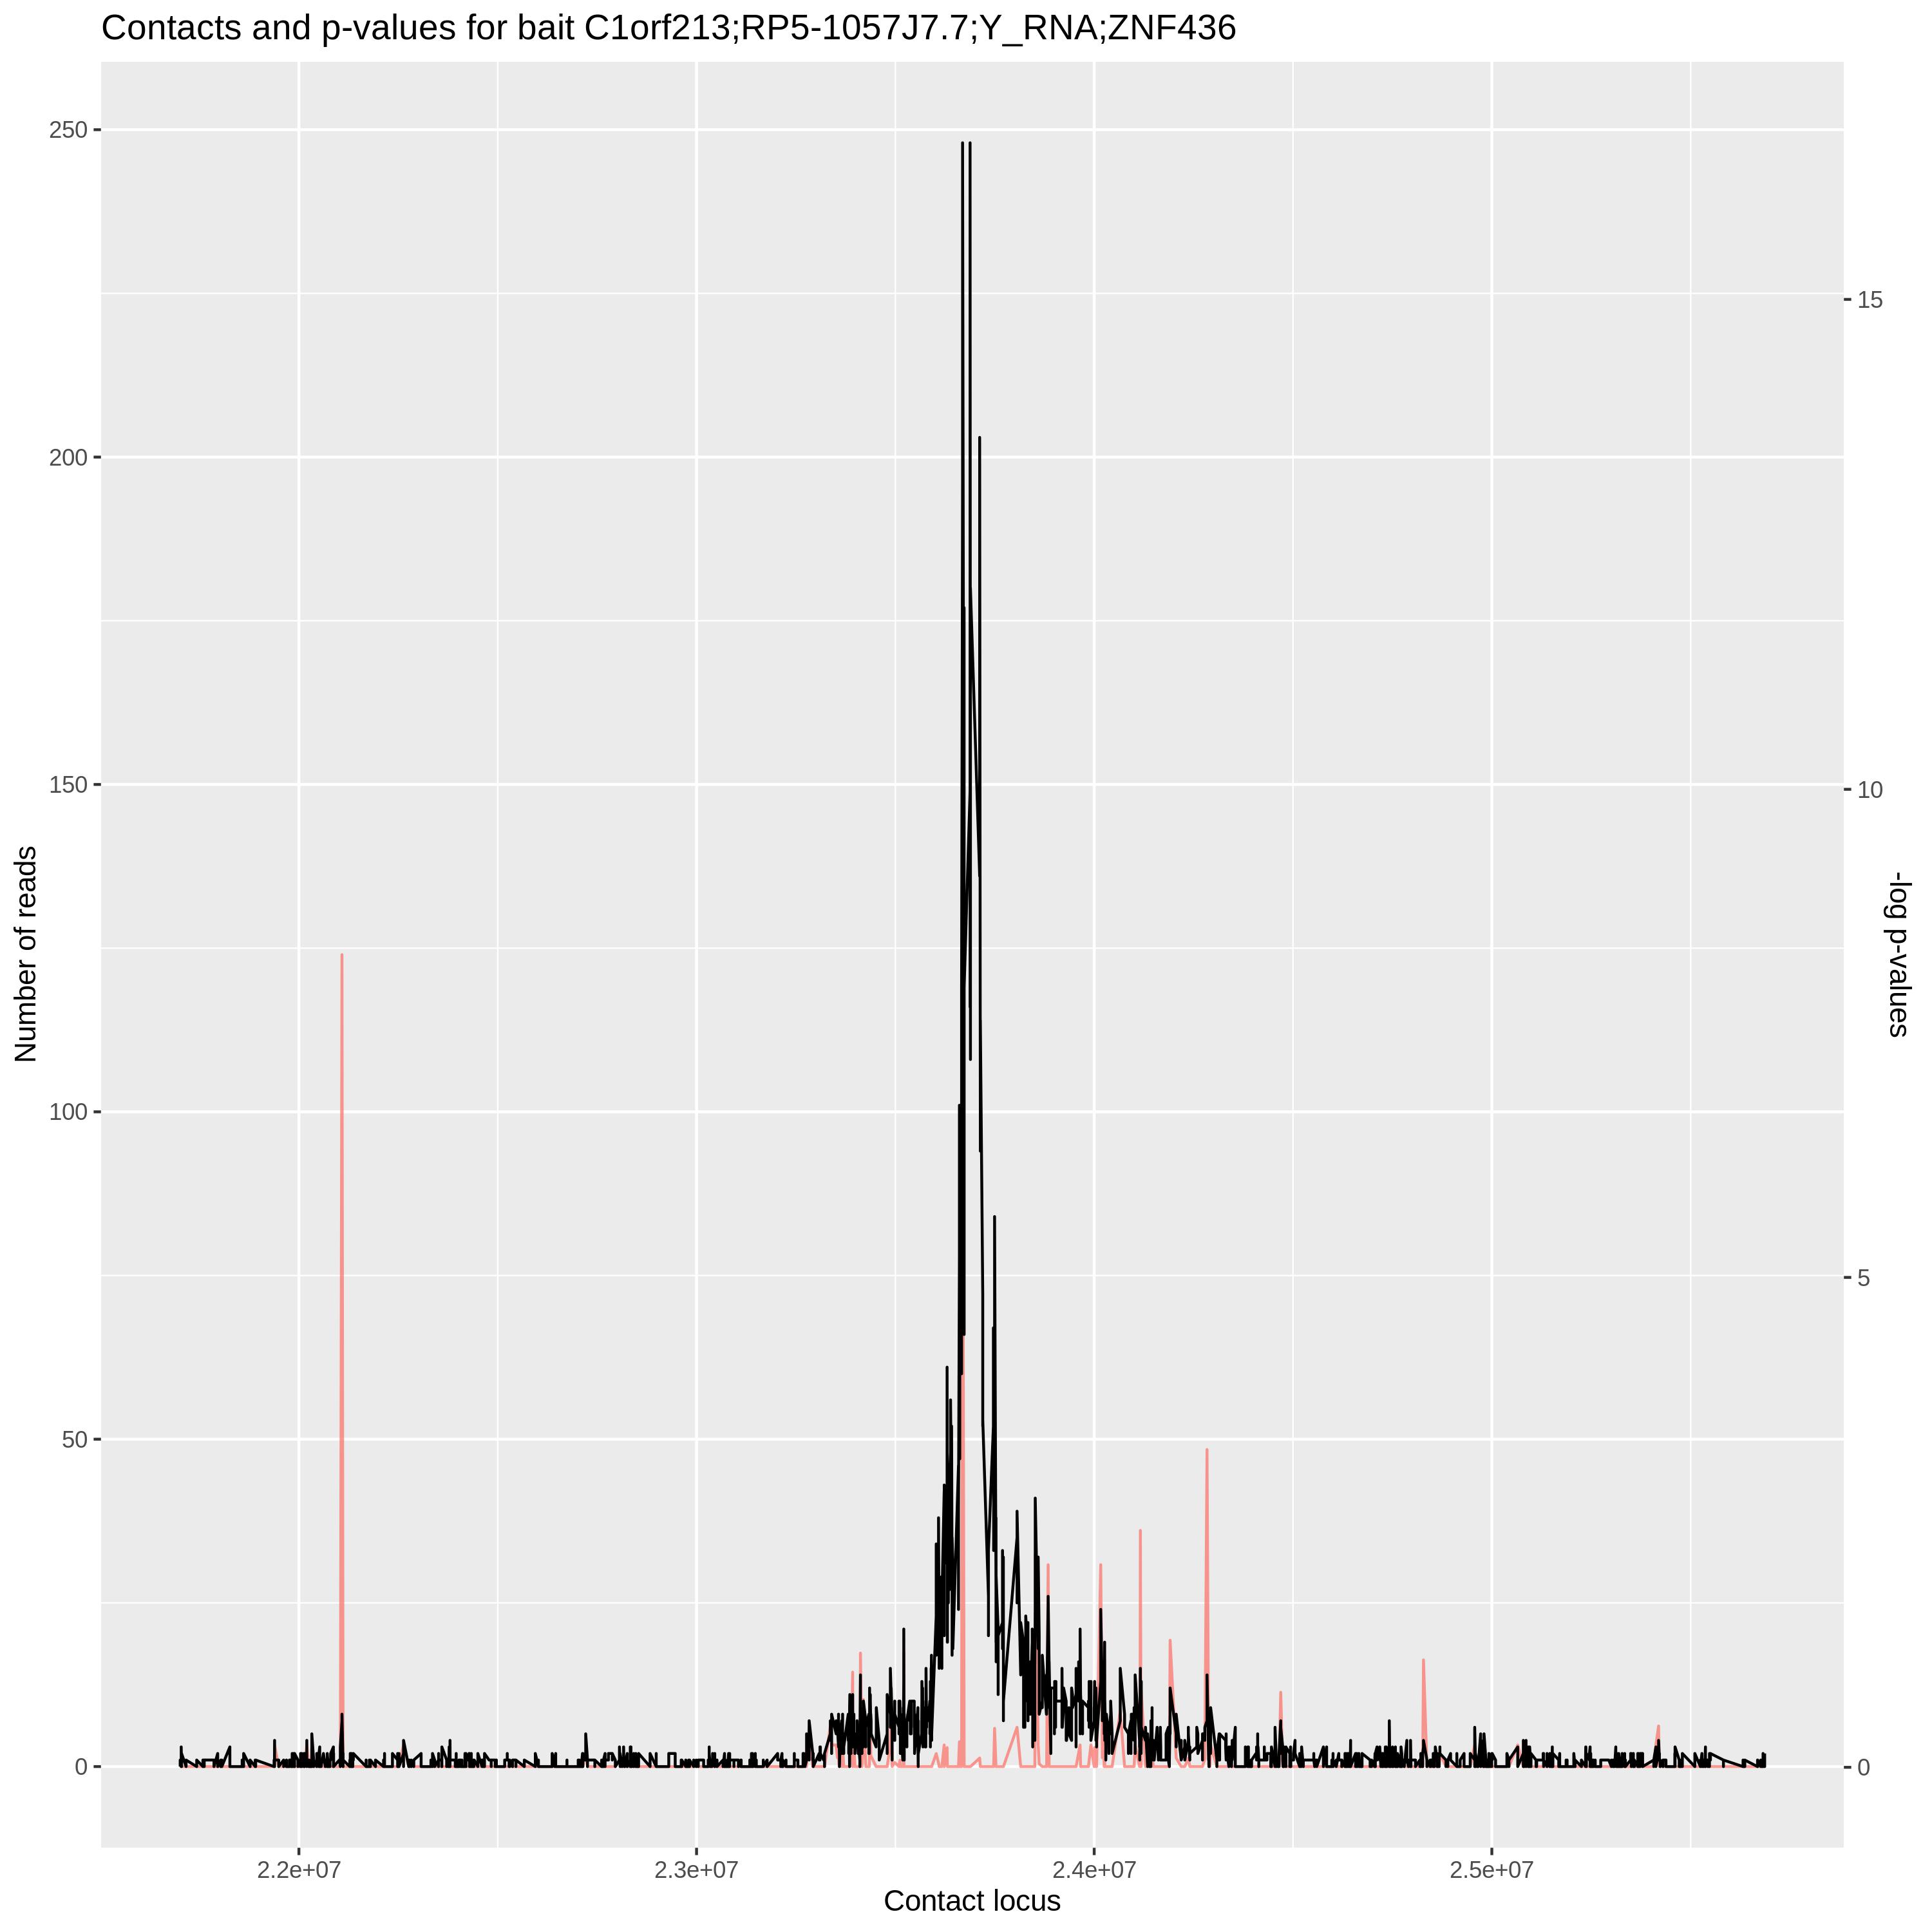 Contacts and p-values for bait C1orf213;RP5-1057J7.7;Y_RNA;ZNF436
250
200
150
100
50
0
Number of reads
15
10
5
0
-log p-values
2.2e+07 2.3e+07 2.4e+07 2.5e+07
Contact locus